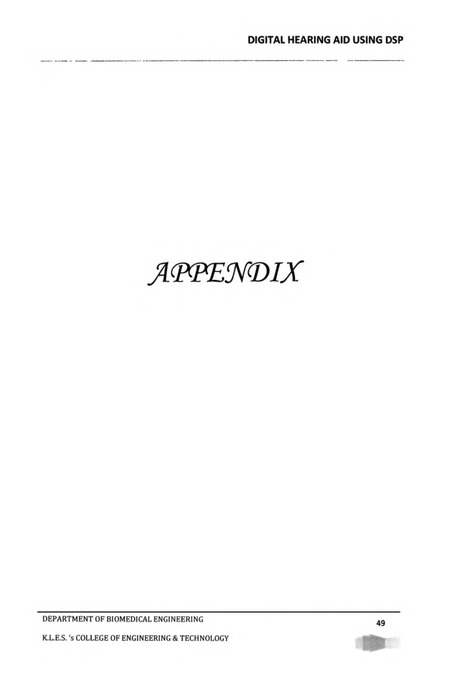 DIGITAL HEARING AID USING DSP
APPENDIX
DEPARTMENT OF BIOMEDICAL ENGINEERING
49
K.L.E.S. 's COLLEGE OF ENGINEERING & TECHNOLOGY